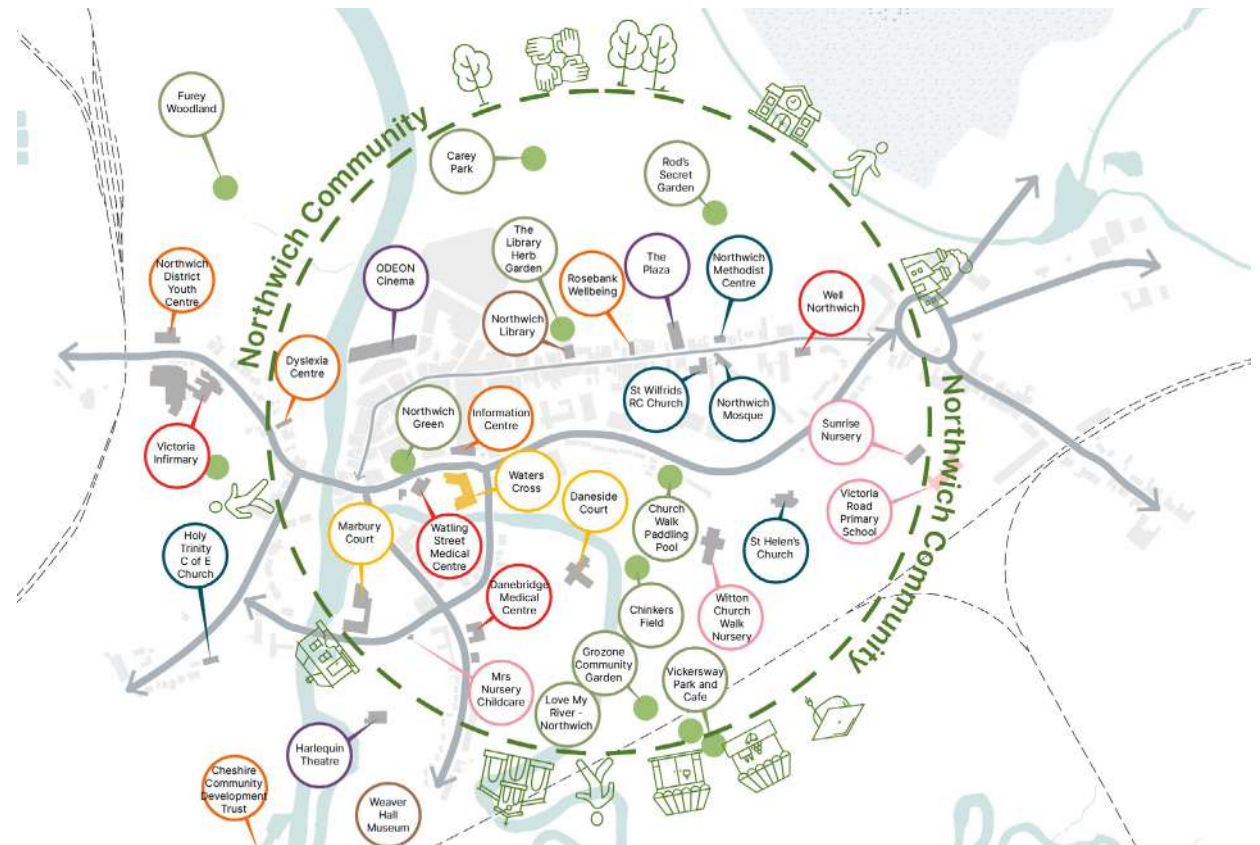 Furey
Woodland
Northwich Community
Carey
Park
Rod's
Secret
Garden
Northwich
District
Youth
Centre
ODEON
Cinema
The
Library
Herb
Garden
Northwich
Library
Rosebank
Wellbeing
The
Plaza
Northwich
Methodist
Centre
Well
Northwich
Dyslexia
Centre
Northwich
Green
Information
Centre
St Wilfrids
RC Church
Northwich
Mosque
Sunrise
Nursery
Northwich Community
Victoria
Infirmary
Waters
Cross
Daneside
Court
Church
Walk
Paddling
Pool
Victoria
Road
Primary
School
Marbury
Court
Watling
Street
Medical
Centre
St Helen's
Church
Holy
Trinity
C of E
Church
Danebridge
Medical
Centre
Chinkers
Field
Witton
Church
Walk
Nursery
Mrs
Nursery
Childcare
Grozone
Community
Garden
Love My
River -
Northwich
Vickersway
Park and
Cafe
Harlequin
Theatre
Cheshire
Community
Development
Trust
Weaver
Hall
Museum